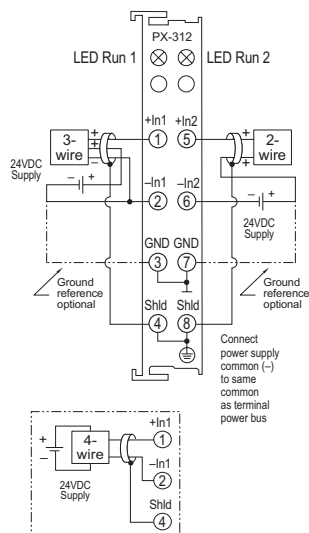 PX-312
LED Run 1
LED Run 2
+In1
+In2
1
5
3-
wire
+
+
–
2-
wire
–
+
24VDC
Supply
– +
–In1
–In2
2
6
– +
24VDC
Supply
GND GND
3
7
Ground
reference
optional
Ground
reference
optional
Shld
Shld
4
8
Connect
power supply
common (–)
to same
common
as terminal
power bus
+In1
1
+
–
4-
wire
–In1
2
24VDC
Supply
Shld
4